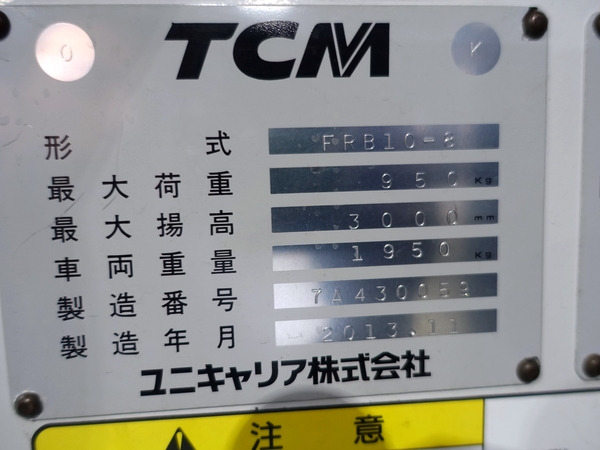 O TCM K
形式 FRB10-8
最大荷重 950 Kg
最大揚高 3000 mm
車両重量 1950 Kg
製造番号 7A430053
製造年月 2013.11
ユニキャリア株式会社
注意